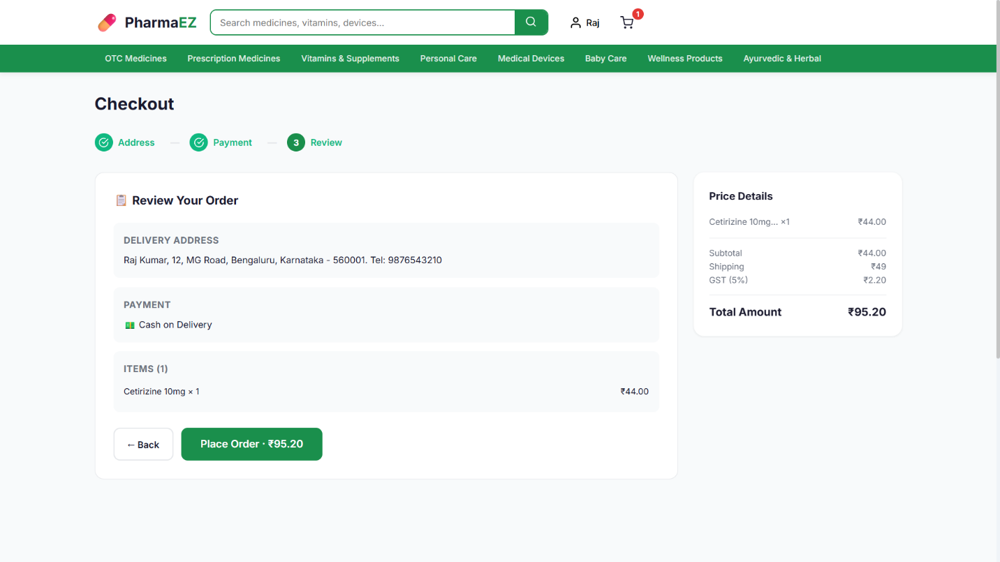 PharmaEZ
Search medicines, vitamins, devices...
Raj
1
OTC Medicines
Prescription Medicines
Vitamins & Supplements
Personal Care
Medical Devices
Baby Care
Wellness Products
Ayurvedic & Herbal
Checkout
Address
Payment
3 Review
Review Your Order
DELIVERY ADDRESS
Raj Kumar, 12, MG Road, Bengaluru, Karnataka - 560001. Tel: 9876543210
PAYMENT
Cash on Delivery
ITEMS (1)
Cetirizine 10mg × 1 ₹44.00
← Back
Place Order · ₹95.20
Price Details
Cetirizine 10mg... ×1 ₹44.00
Subtotal ₹44.00
Shipping ₹49
GST (5%) ₹2.20
Total Amount ₹95.20